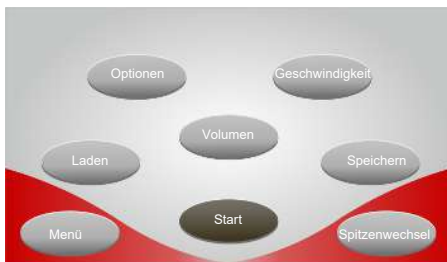 Optionen
Geschwindigkeit
Volumen
Laden
Speichern
Start
Menü
Spitzenwechsel